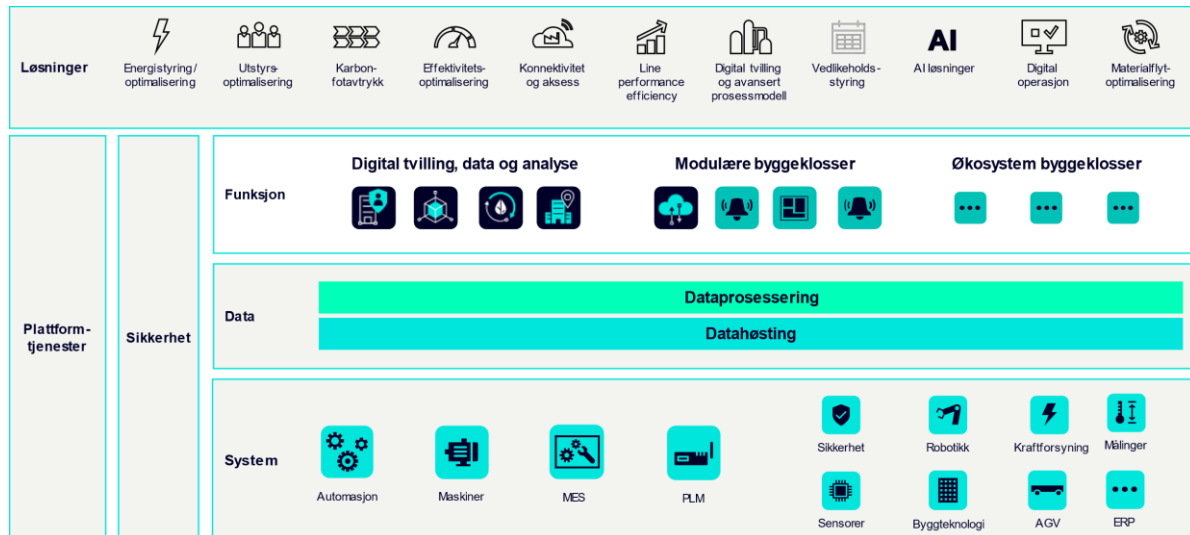 Løsninger
Energistyring/
optimalisering
Utstyrs-
optimalisering
Karbon-
fotavtrykk
Effektivitets-
optimalisering
Konnektivitet
og aksess
Line
performance
efficiency
Digital tvilling
og avansert
prosessmodell
Vedlikeholds-
styring
AI
AI løsninger
Digital
operasjon
Materialflyt-
optimalisering
Plattform-
tjenester
Sikkerhet
Funksjon
Digital tvilling, data og analyse
Modulære byggeklosser
Økosystem byggeklosser
Data
Dataprosessering
Datahøsting
System
Automasjon
Maskiner
MES
PLM
Sikkerhet
Robotikk
Kraftforsyning
Målinger
Sensorer
Byggteknologi
AGV
ERP